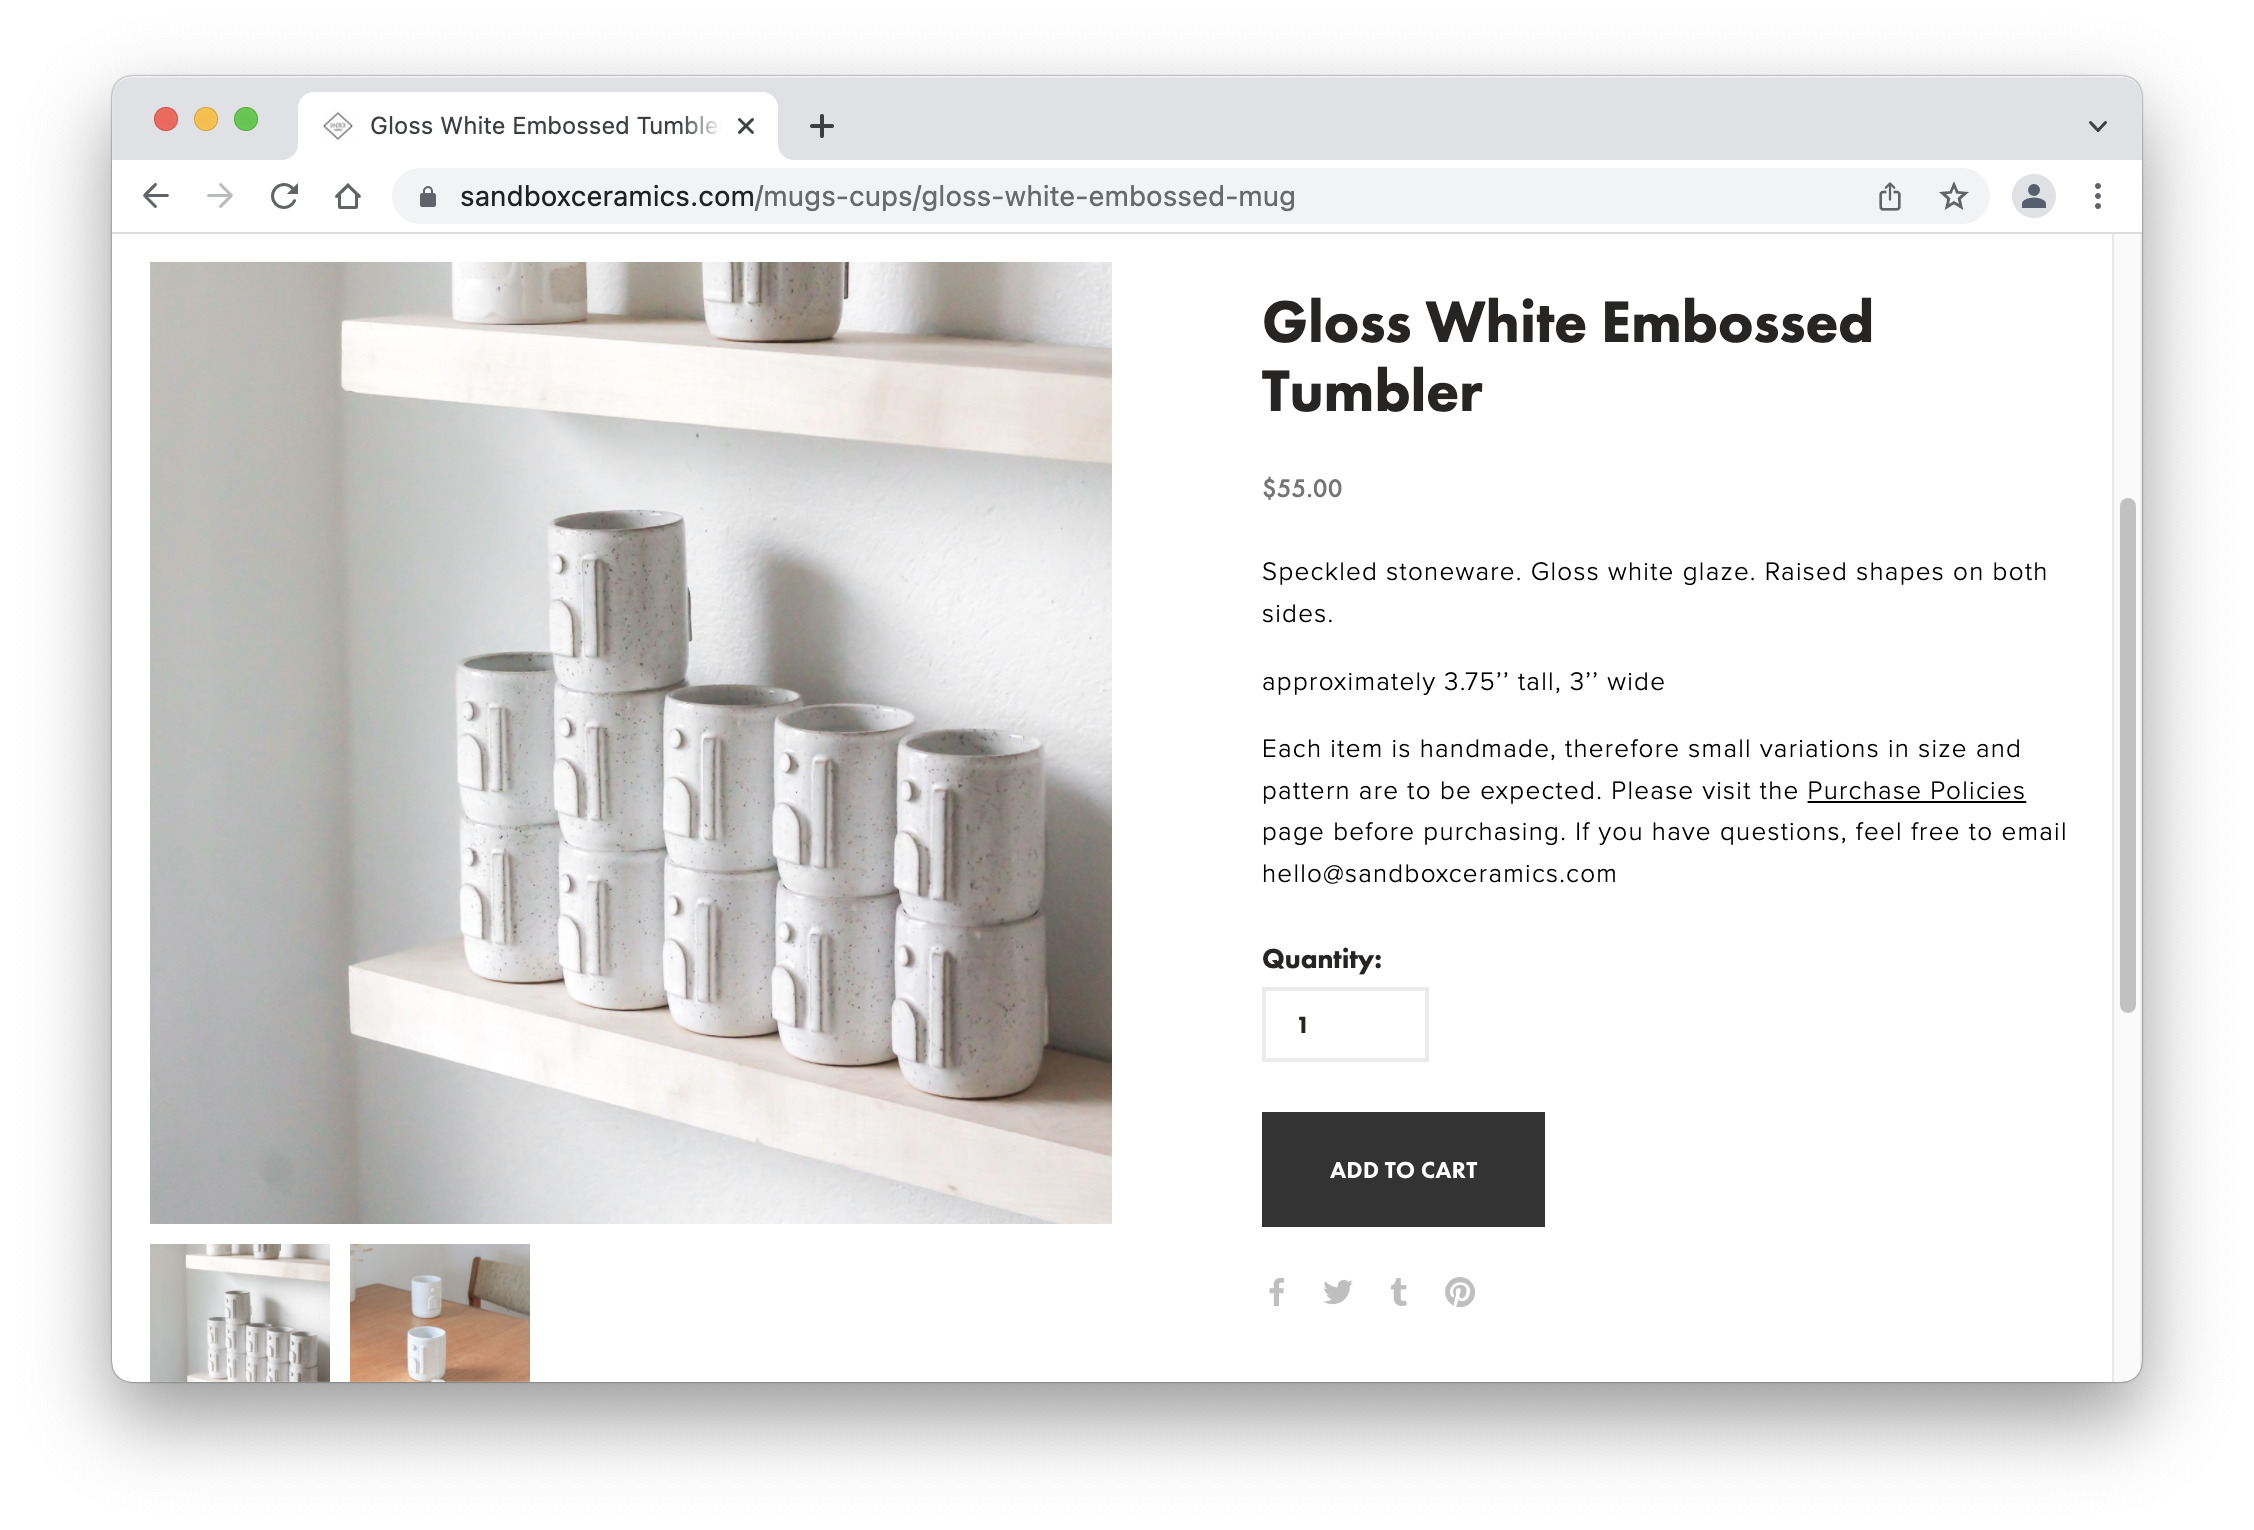 Gloss White Embossed Tumble
sandboxceramics.com/mugs-cups/gloss-white-embossed-mug
Gloss White Embossed
Tumbler
$55.00
Speckled stoneware. Gloss white glaze. Raised shapes on both
sides.
approximately 3.75’’ tall, 3’’ wide
Each item is handmade, therefore small variations in size and
pattern are to be expected. Please visit the Purchase Policies
page before purchasing. If you have questions, feel free to email
hello@sandboxceramics.com
Quantity:
1
ADD TO CART